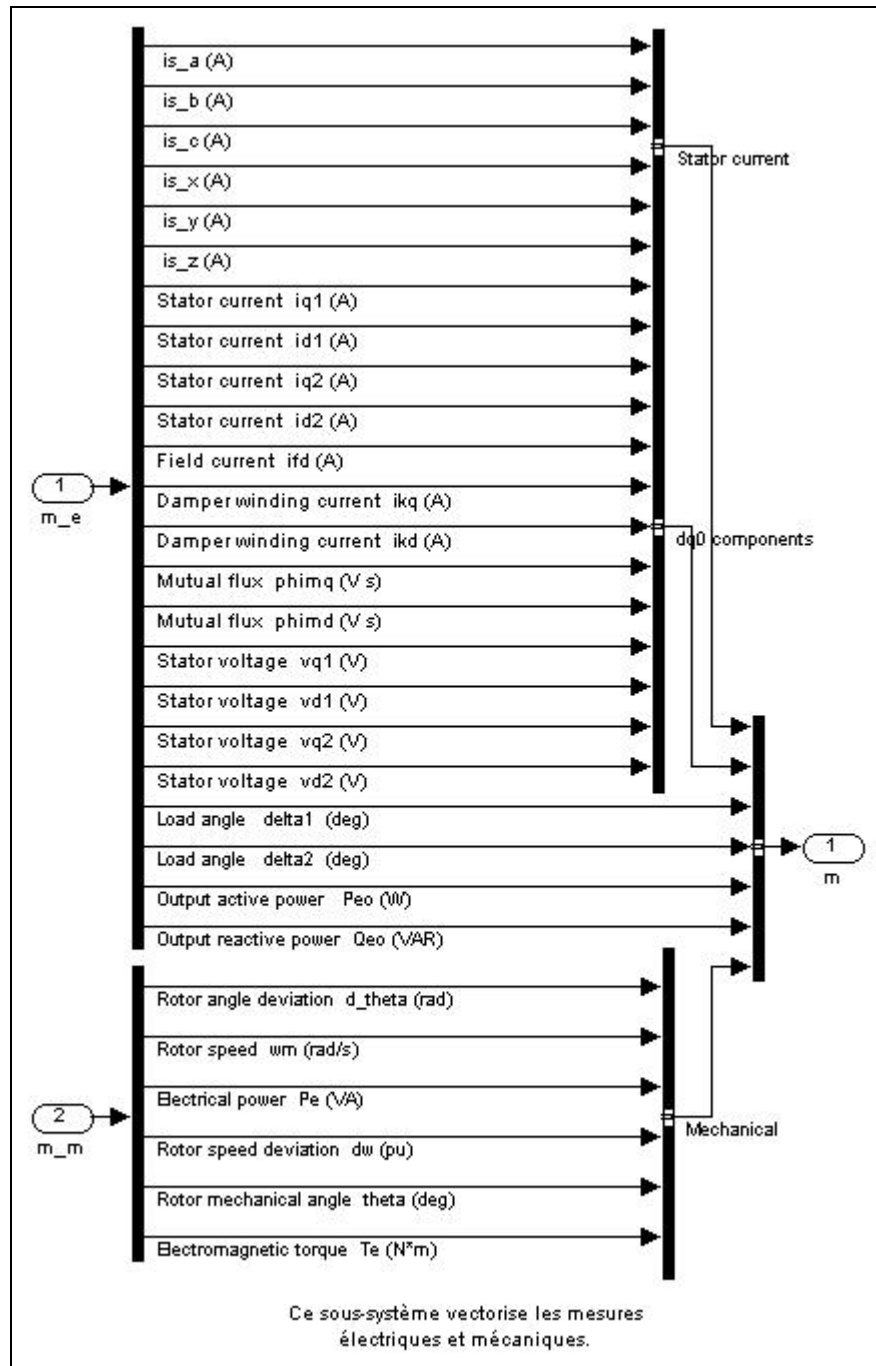 is_a (A)
is_b (A)
is_c (A)
Stator current
is_x (A)
is_y (A)
is_z (A)
Stator current iq1 (A)
Stator current id1 (A)
Stator current iq2 (A)
Stator current id2 (A)
Field current ifd (A)
1
m_e
Damper winding current ikq (A)
Damper winding current ikd (A)
dq0 components
Mutual flux phimq (V s)
Mutual flux phimd (V s)
Stator voltage vq1 (V)
Stator voltage vd1 (V)
Stator voltage vq2 (V)
Stator voltage vd2 (V)
Load angle delta1 (deg)
Load angle delta2 (deg)
1
m
Output active power Peo (W)
Output reactive power Qeo (VAR)
Rotor angle deviation d_theta (rad)
Rotor speed wm (rad/s)
Electrical power Pe (VA)
2
m_m
Mechanical
Rotor speed deviation dw (pu)
Rotor mechanical angle theta (deg)
Electromagnetic torque Te (N*m)
Ce sous-système vectorise les mesures
électriques et mécaniques.